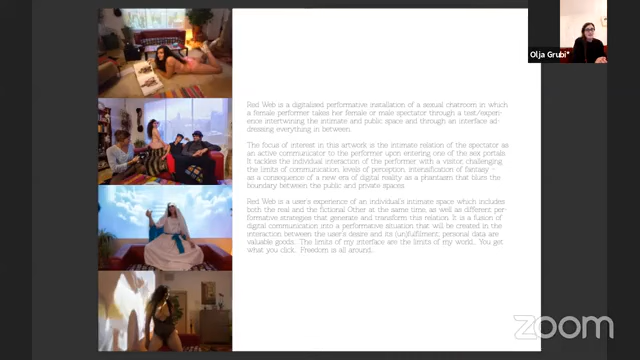 Olja Grubi*
Red Web is a digitalised performative installation of a sexual chatroom in which
a female performer takes her female or male spectator through a text/experi-
ence intertwining the intimate and public space and through an interface ad-
dressing everything in between.
The focus of interest in this artwork is the intimate relation of the spectator as
an active communicator to the performer upon entering one of the sex portals.
It tackles the individual interaction of the performer with a visitor, challenging
the limits of communication, levels of perception, intensification of fantasy -
as a consequence of a new era of digital reality as a phantasm that blurs the
boundary between the public and private spaces.
Red Web is a user's experience of an individual's intimate space which includes
both the real and the fictional Other at the same time, as well as different per-
formative strategies that generate and transform this relation. It is a fusion of
digital communication into a performative situation that will be created in the
interaction between the user's desire and its (un)fulfilment, personal data are
valuable goods. The limits of my interface are the limits of my world... You get
what you click... Freedom is all around...
zoom